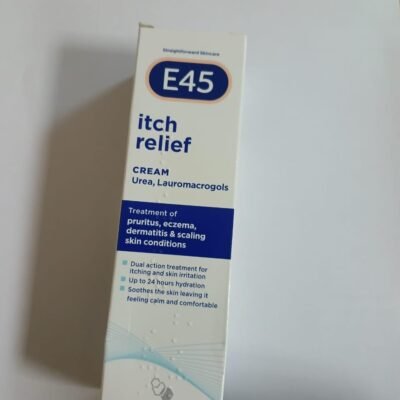 Straightforward Skincare
E45
itch
relief
CREAM
Urea, Lauromacrogols
Treatment of
pruritus, eczema,
dermatitis & scaling
skin conditions
Dual action treatment for
itching and skin irritation
Up to 24 hours hydration
Soothes the skin leaving it
feeling calm and comfortable